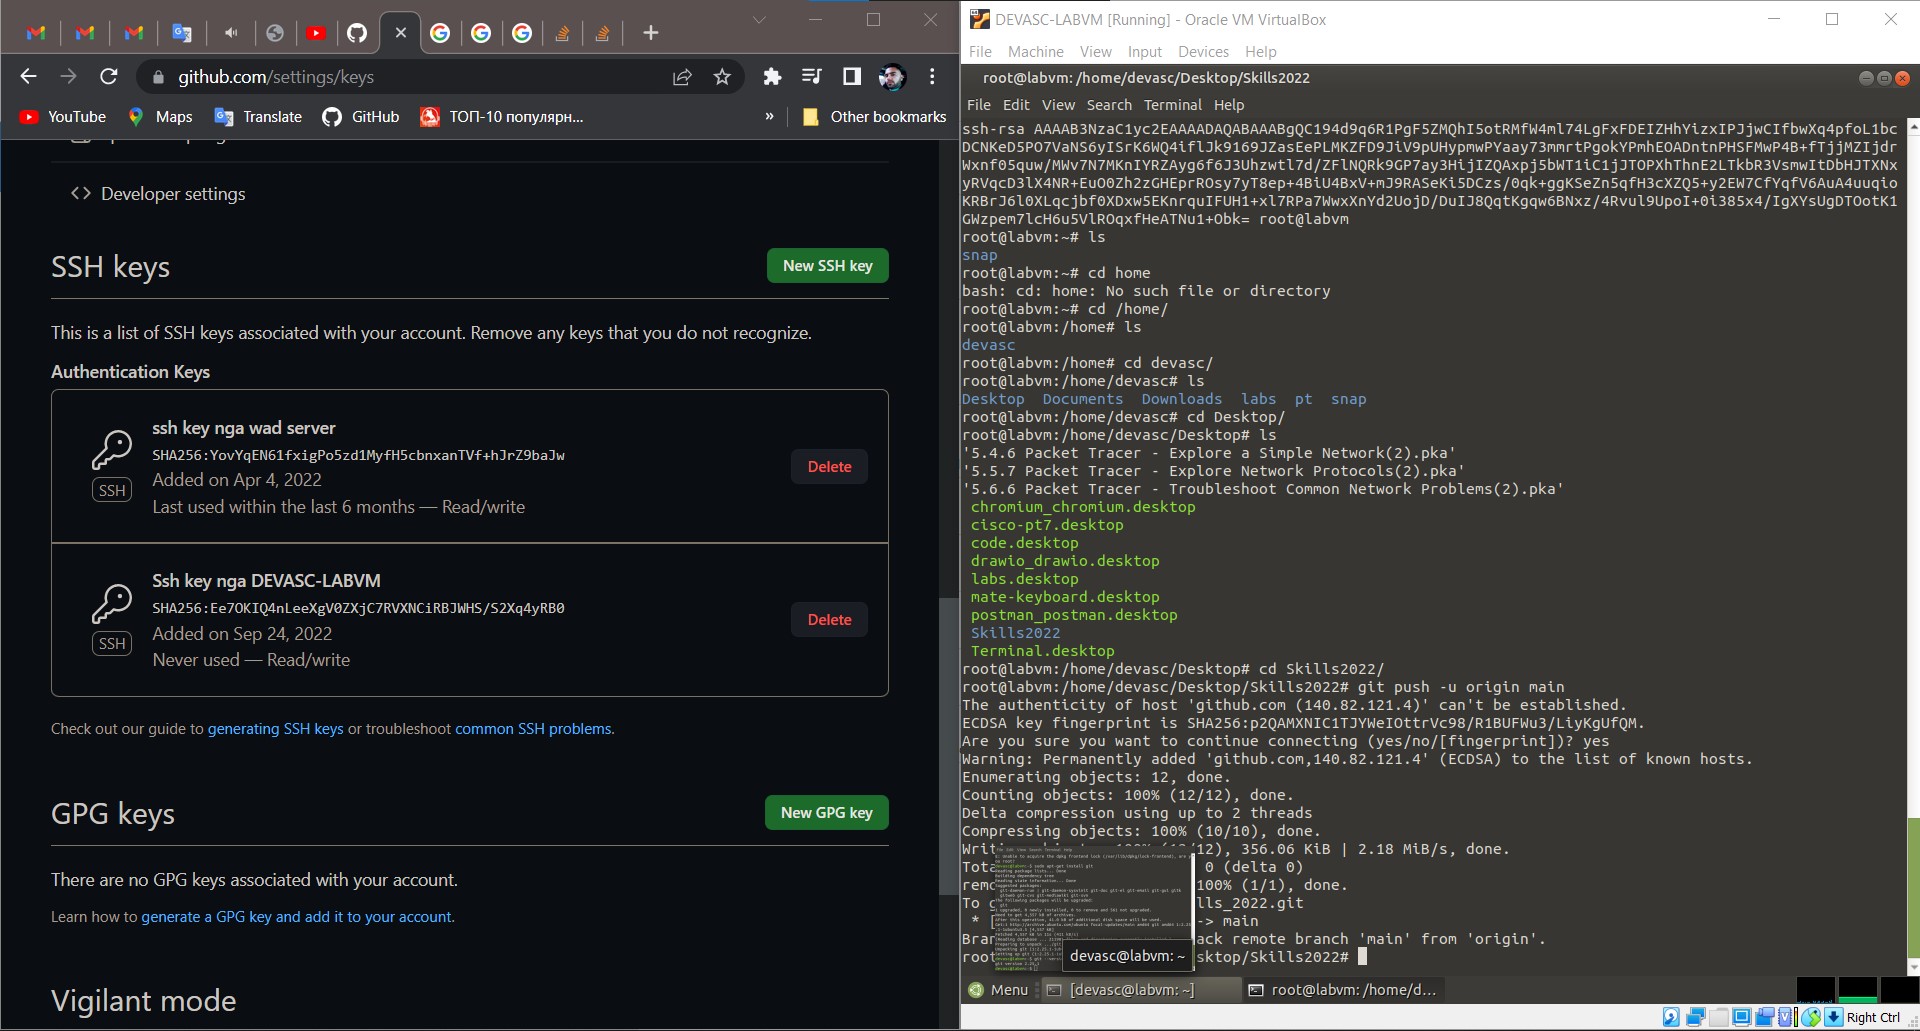 github.com/settings/keys
YouTube
Maps
Translate
GitHub
ТОП-10 популярн...
»
Other bookmarks
<> Developer settings
SSH keys
New SSH key
This is a list of SSH keys associated with your account. Remove any keys that you do not recognize.
Authentication Keys
ssh key nga wad server
SHA256:YovYqEN61fxigPo5zd1MyfH5cbnxanTVf+hJrZ9baJw
Added on Apr 4, 2022
Last used within the last 6 months — Read/write
SSH
Delete
Ssh key nga DEVASC-LABVM
SHA256:Ee7OKIQ4nLeeXgV0ZXjC7RVXNCiRBJWHS/S2Xq4yRB0
Added on Sep 24, 2022
Never used — Read/write
SSH
Delete
Check out our guide to generating SSH keys or troubleshoot common SSH problems.
GPG keys
New GPG key
There are no GPG keys associated with your account.
Learn how to generate a GPG key and add it to your account.
Vigilant mode
DEVASC-LABVM [Running] - Oracle VM VirtualBox
File Machine View Input Devices Help
root@labvm: /home/devasc/Desktop/Skills2022
File Edit View Search Terminal Help
ssh-rsa AAAAB3NzaC1yc2EAAAADAQABAAABgQC194d9q6R1PgF5ZMQhI5otRMfW4ml74LgFxFDEIZHhYizxIPJjwCIfbwXq4pfoL1bc
DCNKeD5PO7VaNS6yISrK6WQ4iflJk9169JZasEePLMKZFD9JiV9pUHypmwPYaay73mmrtPgokYPmhEOADntnPHSFMwP4B+fTjjMZIjdr
Wxnf05quw/MWv7N7MKnIYRZAyg6f6J3Uhzwtl7d/ZFlNQRk9GP7ay3HijIZQAxpj5bWT1iC1jJTOPXhThnE2LTkbR3VsmwItDbHJTXNx
yRVqcD3lX4NR+EuO0Zh2zGHEprROsy7yT8ep+4BiU4BxV+mJ9RASeKi5DCzs/0qk+ggKSeZn5qfH3cXZQ5+y2EW7CfYqfV6AuA4uuqio
KRBrJ6l0XLqcjbf0XDxw5EKnrquIFUH1+xl7RPa7WwxXnYd2UojD/DuIJ8QqtKgqw6BNxz/4Rvul9UpoI+0i385x4/IgXYsUgDTOotK1
GWzpem7lcH6u5VlROqxfHeATNu1+Obk= root@labvm
root@labvm:~# ls
snap
root@labvm:~# cd home
bash: cd: home: No such file or directory
root@labvm:~# cd /home/
root@labvm:/home# ls
devasc
root@labvm:/home# cd devasc/
root@labvm:/home/devasc# ls
Desktop Documents Downloads labs pt snap
root@labvm:/home/devasc# cd Desktop/
root@labvm:/home/devasc/Desktop# ls
'5.4.6 Packet Tracer - Explore a Simple Network(2).pka'
'5.5.7 Packet Tracer - Explore Network Protocols(2).pka'
'5.6.6 Packet Tracer - Troubleshoot Common Network Problems(2).pka'
chromium_chromium.desktop
cisco-pt7.desktop
code.desktop
drawio_drawio.desktop
labs.desktop
mate-keyboard.desktop
postman_postman.desktop
Skills2022
Terminal.desktop
root@labvm:/home/devasc/Desktop# cd Skills2022/
root@labvm:/home/devasc/Desktop/Skills2022# git push -u origin main
The authenticity of host 'github.com (140.82.121.4)' can't be established.
ECDSA key fingerprint is SHA256:p2QAMXNIC1TJYWeIOttrVc98/R1BUFWu3/LiyKgUfQM.
Are you sure you want to continue connecting (yes/no/[fingerprint])? yes
Warning: Permanently added 'github.com,140.82.121.4' (ECDSA) to the list of known hosts.
Enumerating objects: 12, done.
Counting objects: 100% (12/12), done.
Delta compression using up to 2 threads
Compressing objects: 100% (10/10), done.
12), 356.06 KiB | 2.18 MiB/s, done.
0 (delta 0)
100% (1/1), done.
To
lls_2022.git
* [
-> main
ack remote branch 'main' from 'origin'.
root
sktop/Skills2022#
devasc@labvm: ~
Menu
[devasc@labvm: ~]
root@labvm: /home/d...
Right Ctrl